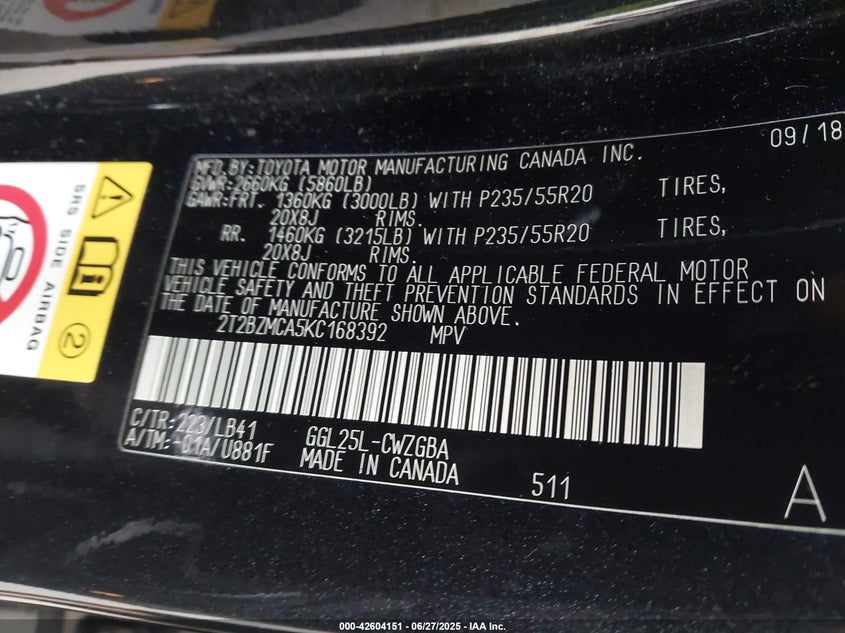 09/18
MFD.BY:TOYOTA MOTOR MANUFACTURING CANADA INC.
GVWR:2660KG (5860LB)
GAWR:FRT. 1360KG (3000LB) WITH P235/55R20 TIRES,
20X8J RIMS.
RR. 1460KG (3215LB) WITH P235/55R20 TIRES,
20X8J RIMS.
THIS VEHICLE CONFORMS TO ALL APPLICABLE FEDERAL MOTOR
VEHICLE SAFETY AND THEFT PREVENTION STANDARDS IN EFFECT ON
THE DATE OF MANUFACTURE SHOWN ABOVE.
2T2BZMCA5KC168392 MPV
C/TR:223/LB41 GGL25L-CWZGBA
A/TM:-01A/U881F MADE IN CANADA
511
A
SRS SIDE AIRBAG
2
000-42604151 - 06/27/2025 - IAA Inc.